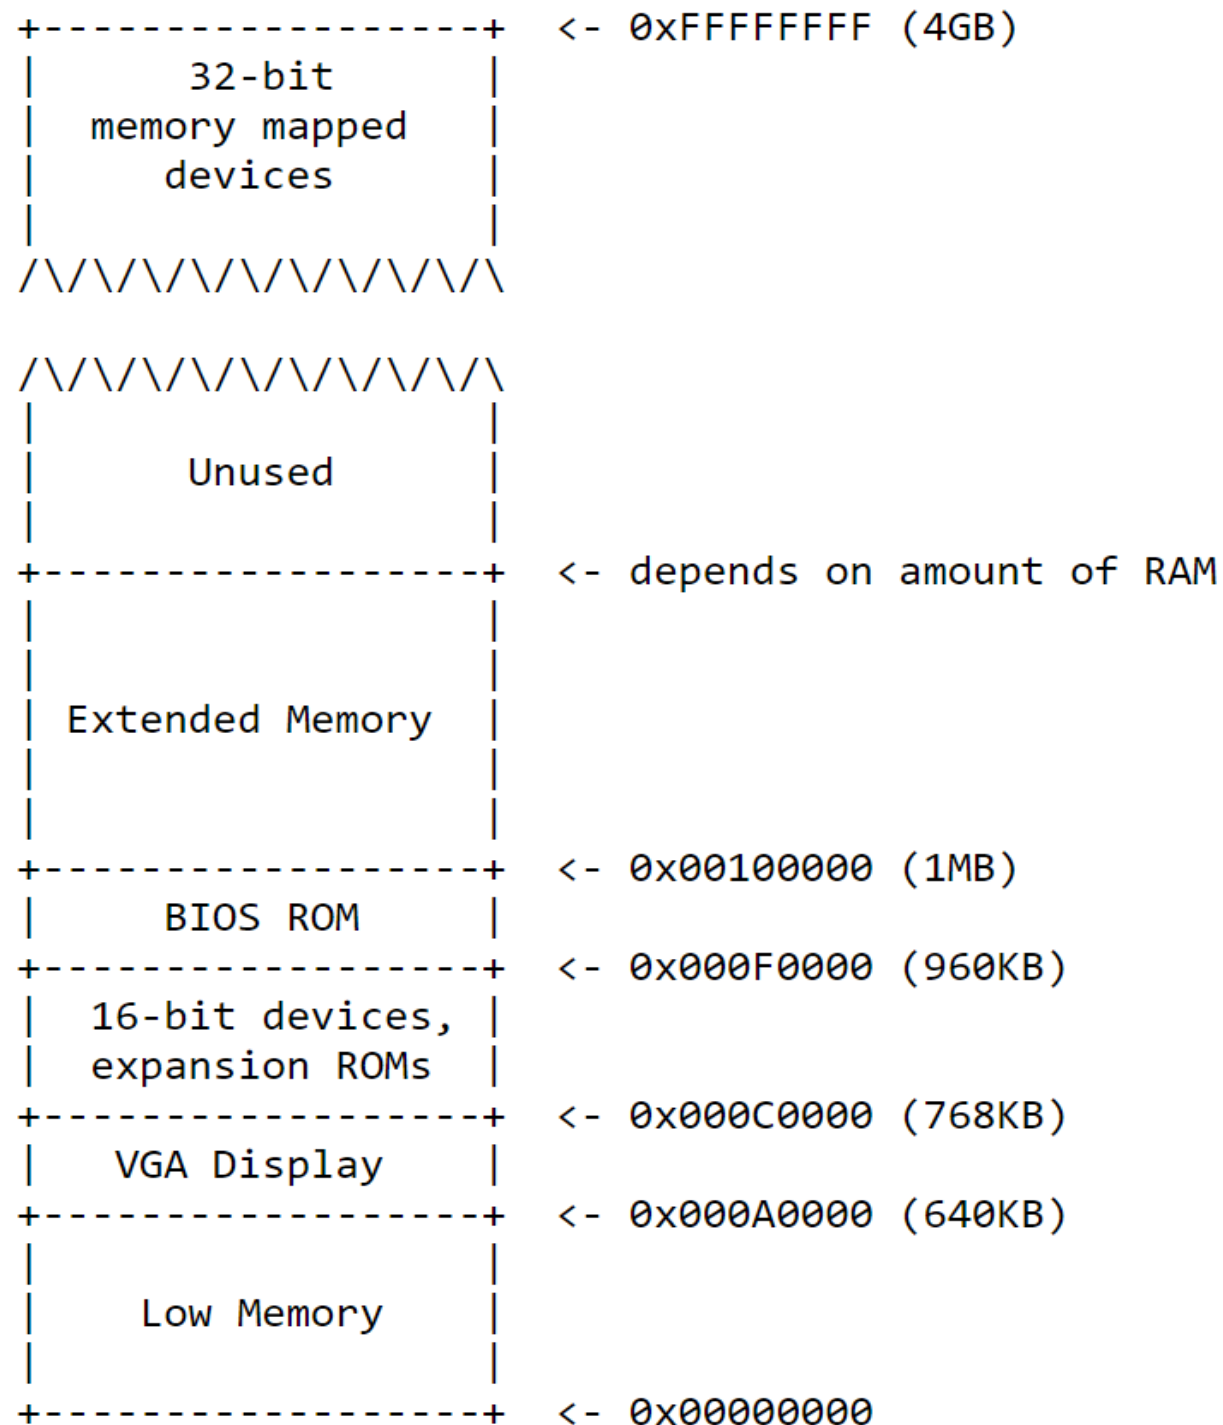 +------------------+  <- 0xFFFFFFFF (4GB)
|      32-bit      |
|  memory mapped   |
|     devices      |
|                  |
/\/\/\/\/\/\/\/\/\/\

/\/\/\/\/\/\/\/\/\/\
|                  |
|      Unused      |
|                  |
+------------------+  <- depends on amount of RAM
|                  |
|                  |
| Extended Memory  |
|                  |
|                  |
+------------------+  <- 0x00100000 (1MB)
|     BIOS ROM     |
+------------------+  <- 0x000F0000 (960KB)
|  16-bit devices, |
|  expansion ROMs  |
+------------------+  <- 0x000C0000 (768KB)
|   VGA Display    |
+------------------+  <- 0x000A0000 (640KB)
|                  |
|    Low Memory    |
|                  |
+------------------+  <- 0x00000000